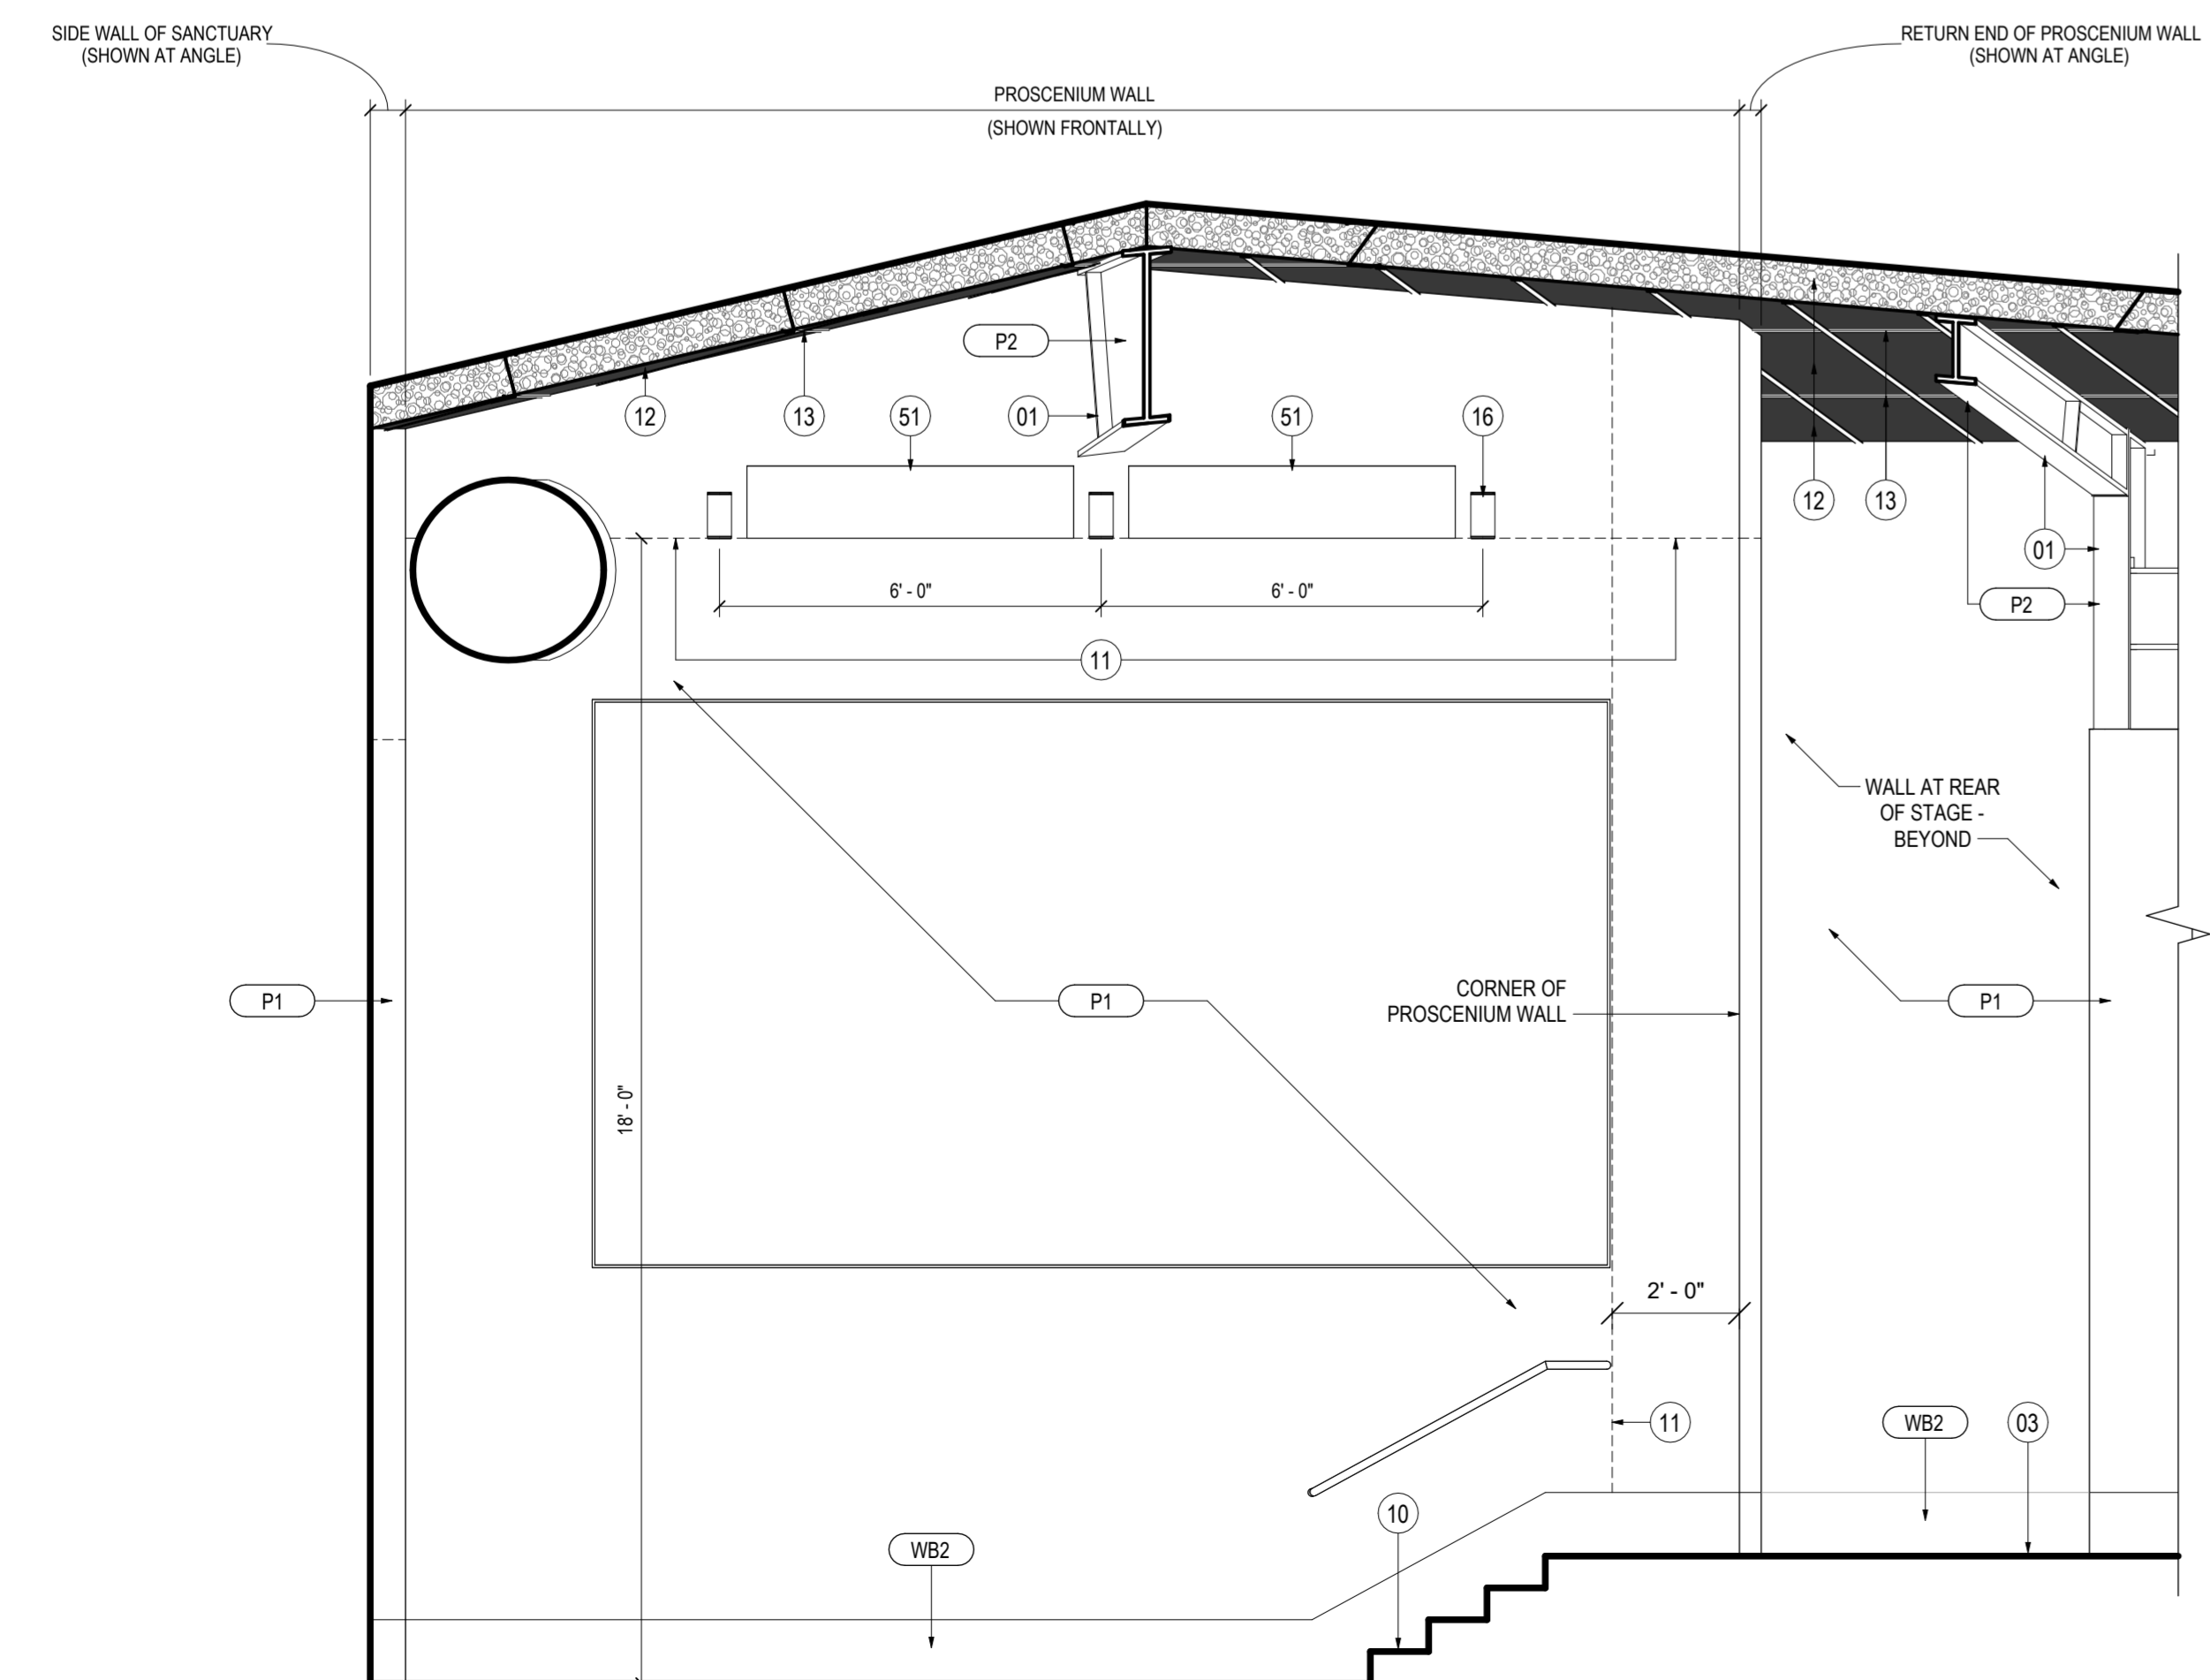 SIDE WALL OF SANCTUARY
(SHOWN AT ANGLE)
RETURN END OF PROSCENIUM WALL
(SHOWN AT ANGLE)
PROSCENIUM WALL
(SHOWN FRONTALLY)
P2
12
13
51
01
51
16
12
13
01
P2
6' - 0"
6' - 0"
11
WALL AT REAR
OF STAGE -
BEYOND
P1
P1
CORNER OF
PROSCENIUM WALL
P1
18' - 0"
2' - 0"
11
WB2
03
10
WB2